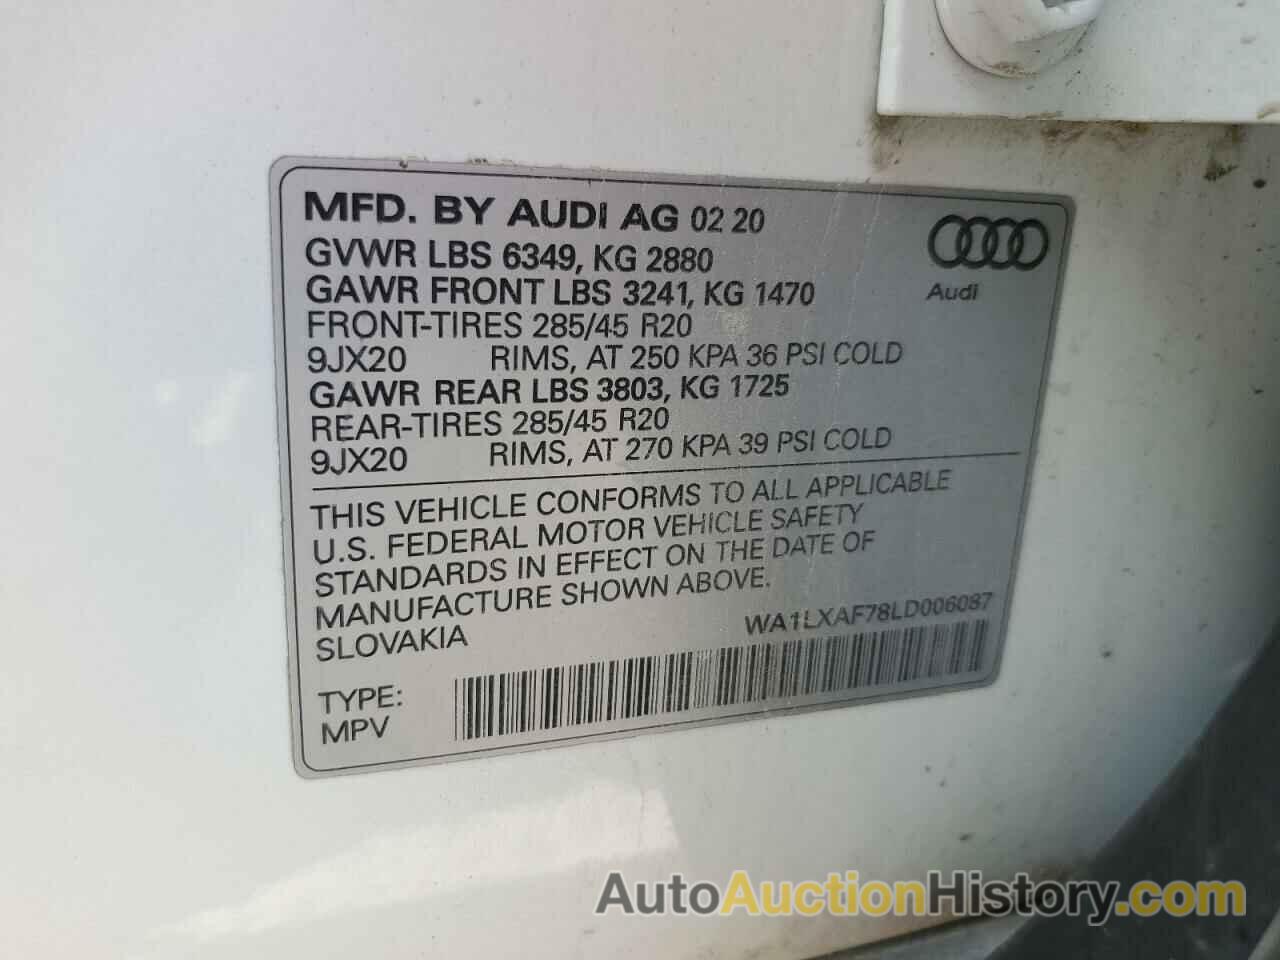 MFD. BY AUDI AG 02 20
GVWR LBS 6349, KG 2880
GAWR FRONT LBS 3241, KG 1470
Audi
FRONT-TIRES 285/45 R20
9JX20 RIMS, AT 250 KPA 36 PSI COLD
GAWR REAR LBS 3803, KG 1725
REAR-TIRES 285/45 R20
9JX20 RIMS, AT 270 KPA 39 PSI COLD
THIS VEHICLE CONFORMS TO ALL APPLICABLE
U.S. FEDERAL MOTOR VEHICLE SAFETY
STANDARDS IN EFFECT ON THE DATE OF
MANUFACTURE SHOWN ABOVE.
SLOVAKIA
WA1LXAF78LD006087
TYPE:
MPV
AutoAuctionHistory.com